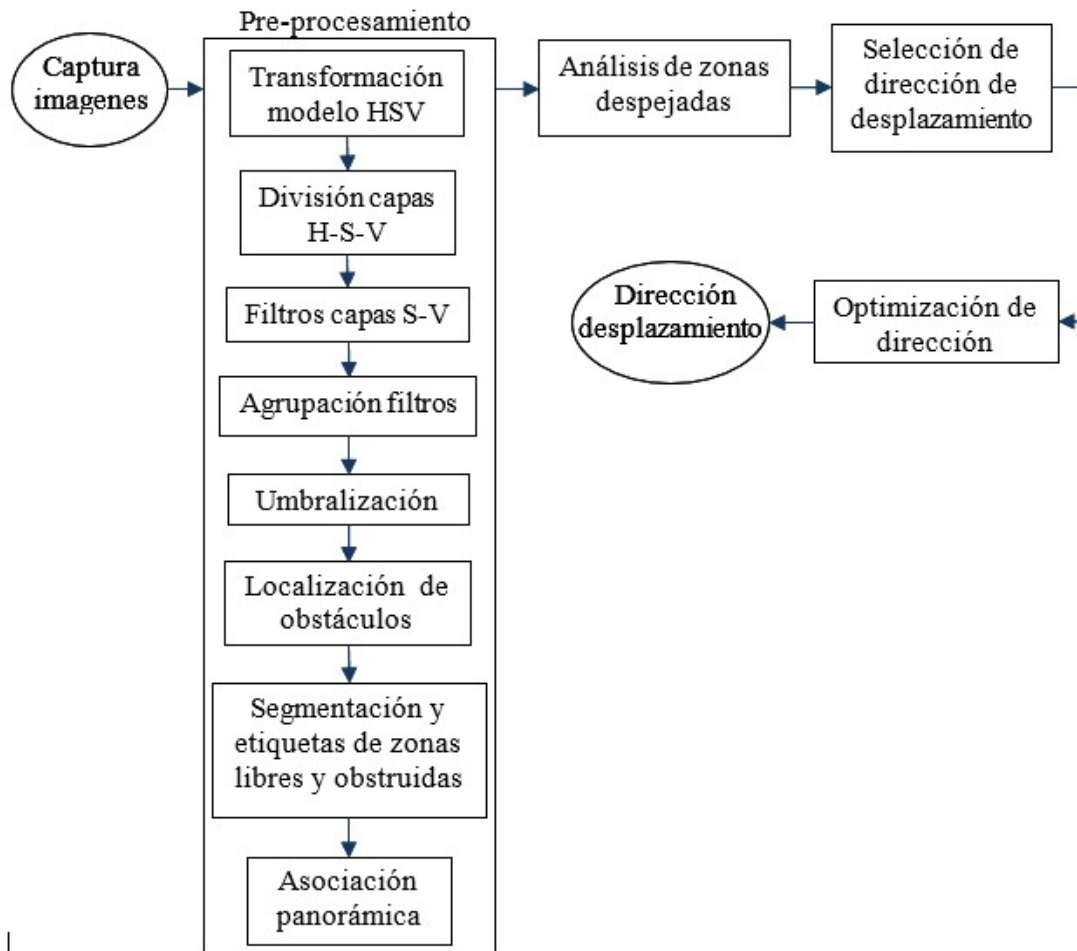 Pre-procesamiento
Captura
imagenes
Transformación
modelo HSV
División capas
H-S-V
Filtros capas S-V
Agrupación filtros
Umbralización
Localización de
obstáculos
Segmentación y
etiquetas de zonas
libres y obstruidas
Asociación
panorámica
Análisis de zonas
despejadas
Selección de
dirección de
desplazamiento
Optimización de
dirección
Dirección
desplazamiento